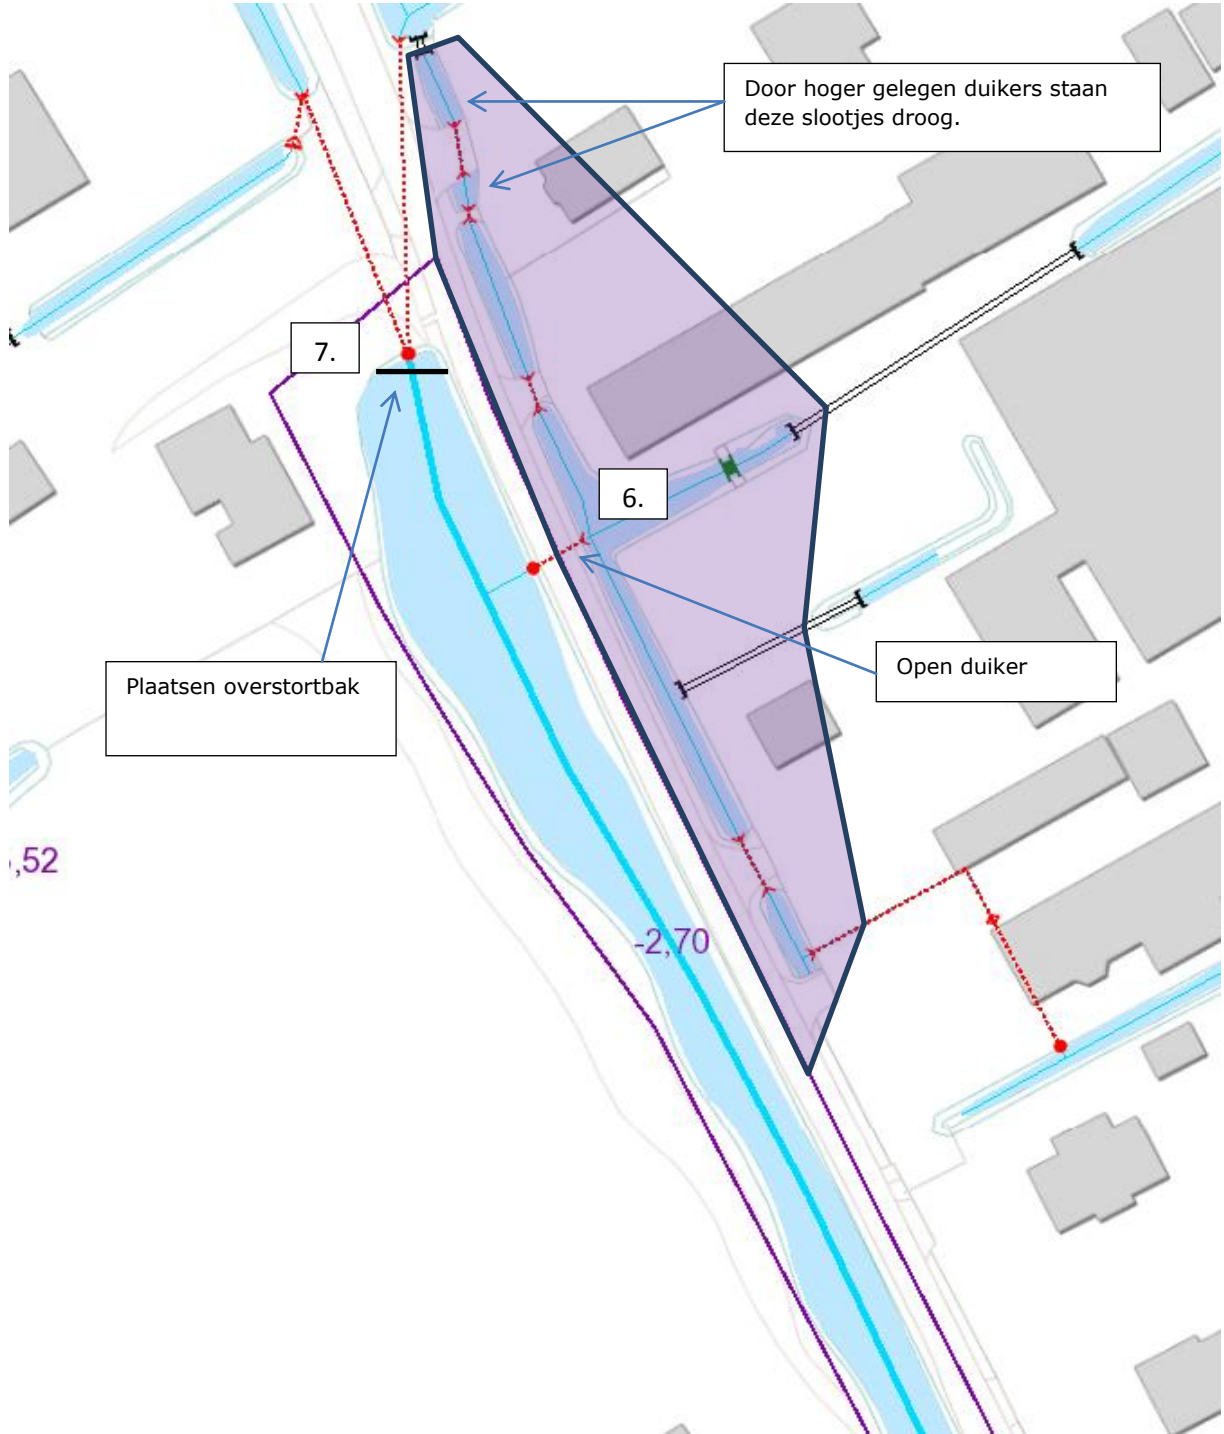 Door hoger gelegen duikers staan
deze slootjes droog.
7.
6.
Plaatsen overstortbak
Open duiker
,52
-2,70